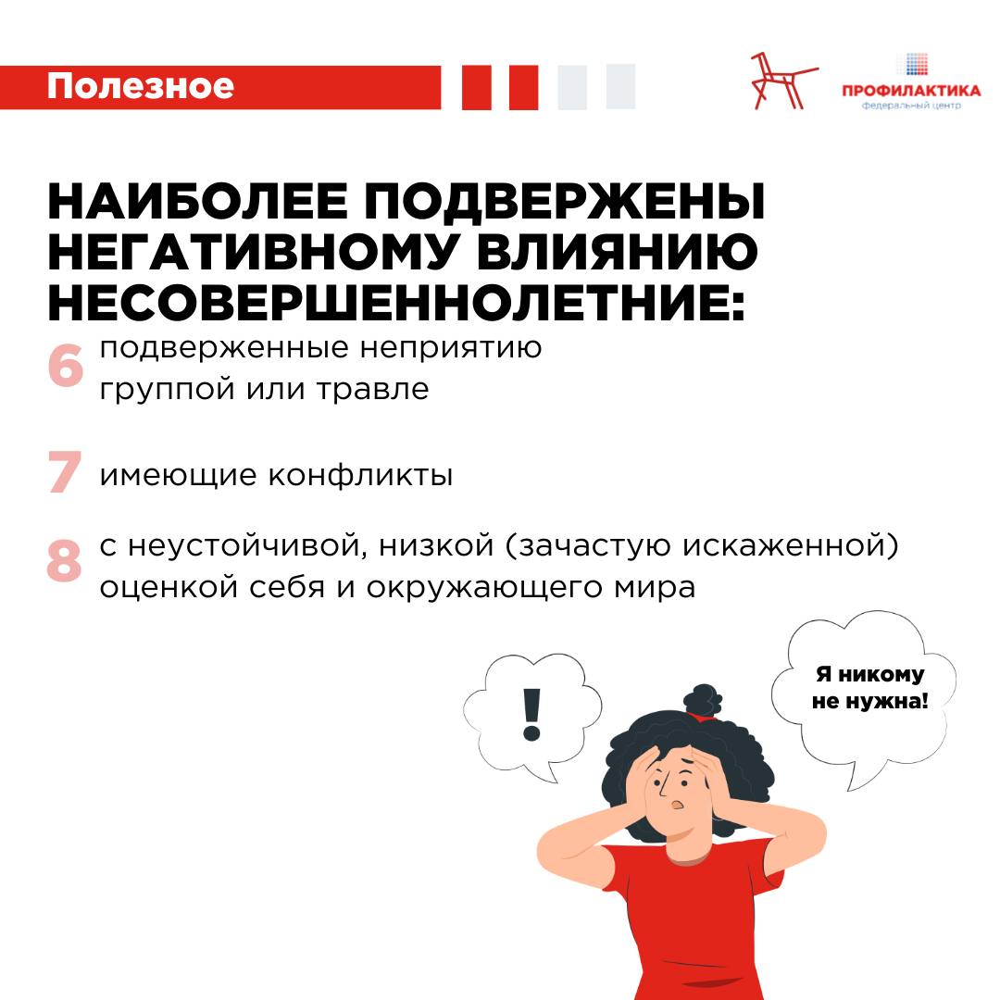 Полезное
ПРОФИЛАКТИКА
федеральный центр
НАИБОЛЕЕ ПОДВЕРЖЕНЫ
НЕГАТИВНОМУ ВЛИЯНИЮ
НЕСОВЕРШЕННОЛЕТНИЕ:
6 подверженные неприятию
группой или травле
7 имеющие конфликты
8 с неустойчивой, низкой (зачастую искаженной)
оценкой себя и окружающего мира
!
Я никому
не нужна!